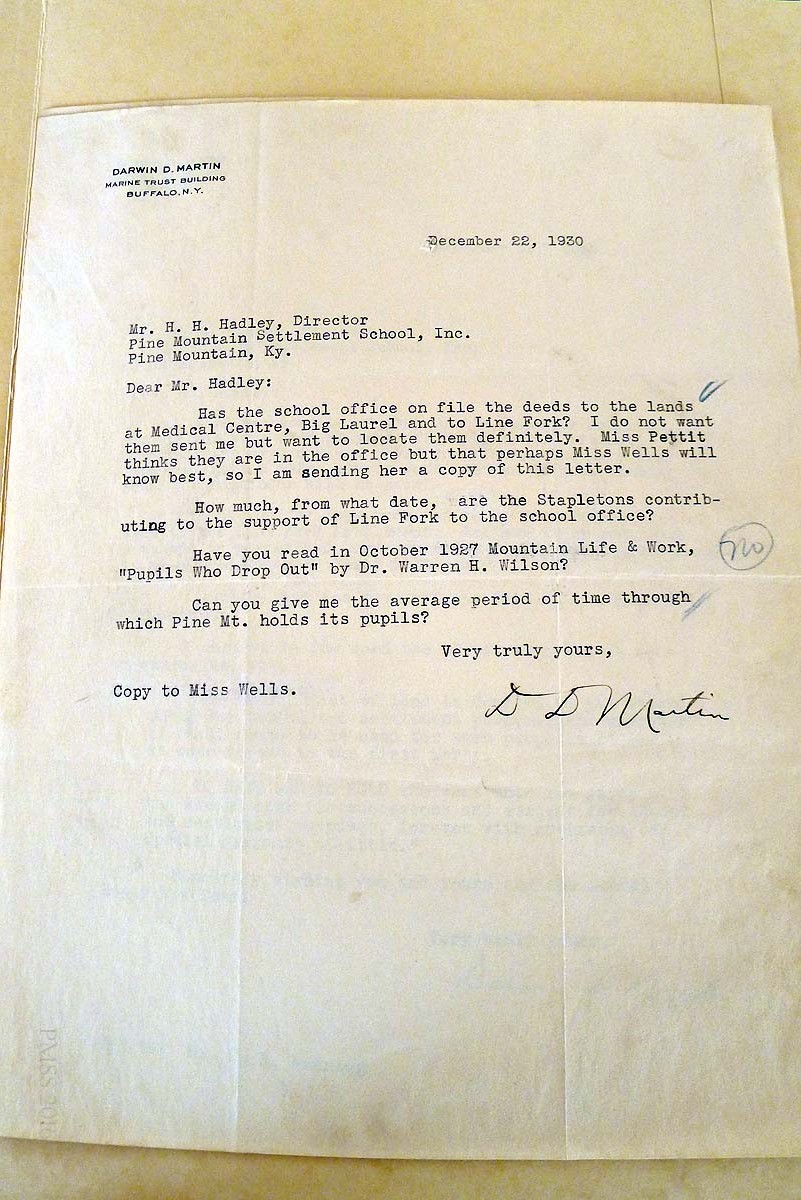 DARWIN D. MARTIN
MARINE TRUST BUILDING
BUFFALO, N.Y.
December 22, 1930
Mr. H. H. Hadley, Director
Pine Mountain Settlement School, Inc.
Pine Mountain, Ky.
Dear Mr. Hadley:
Has the school office on file the deeds to the lands
at Medical Centre, Big Laurel and to Line Fork? I do not want
them sent me but want to locate them definitely. Miss Pettit
thinks they are in the office but that perhaps Miss Wells will
know best, so I am sending her a copy of this letter.
How much, from what date, are the Stapletons contrib-
uting to the support of Line Fork to the school office?
Have you read in October 1927 Mountain Life & Work,
no
"Pupils Who Drop Out" by Dr. Warren H. Wilson?
Can you give me the average period of time through
which Pine Mt. holds its pupils?
Very truly yours,
Copy to Miss Wells.
D D Martin